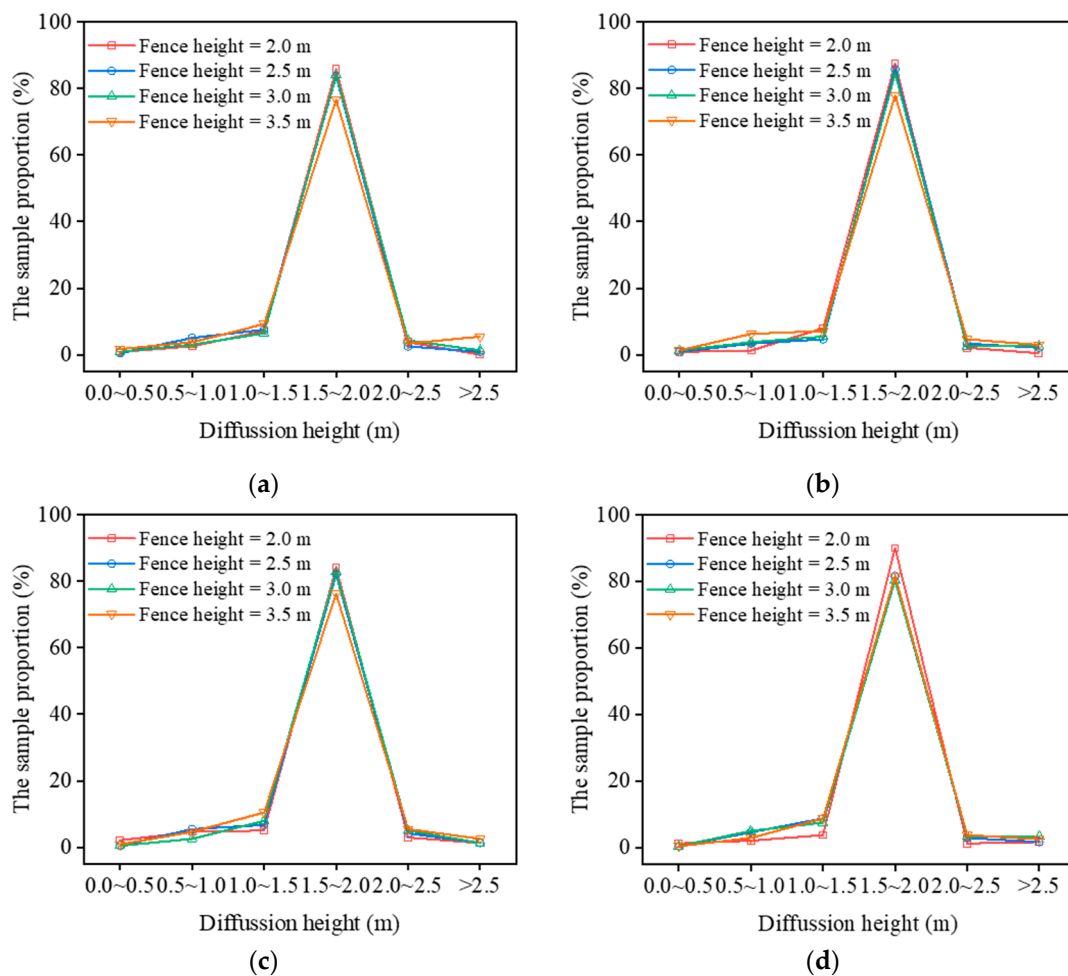 The sample proportion (%)
100
80
60
40
20
0
Fence height = 2.0 m
Fence height = 2.5 m
Fence height = 3.0 m
Fence height = 3.5 m
0.0~0.5 0.5~1.0 1.0~1.5 1.5~2.0 2.0~2.5 >2.5
Diffussion height (m)
(a)
The sample proportion (%)
100
80
60
40
20
0
Fence height = 2.0 m
Fence height = 2.5 m
Fence height = 3.0 m
Fence height = 3.5 m
0.0~0.5 0.5~1.0 1.0~1.5 1.5~2.0 2.0~2.5 >2.5
Diffussion height (m)
(b)
The sample proportion (%)
100
80
60
40
20
0
Fence height = 2.0 m
Fence height = 2.5 m
Fence height = 3.0 m
Fence height = 3.5 m
0.0~0.5 0.5~1.0 1.0~1.5 1.5~2.0 2.0~2.5 >2.5
Diffussion height (m)
(c)
The sample proportion (%)
100
80
60
40
20
0
Fence height = 2.0 m
Fence height = 2.5 m
Fence height = 3.0 m
Fence height = 3.5 m
0.0~0.5 0.5~1.0 1.0~1.5 1.5~2.0 2.0~2.5 >2.5
Diffussion height (m)
(d)